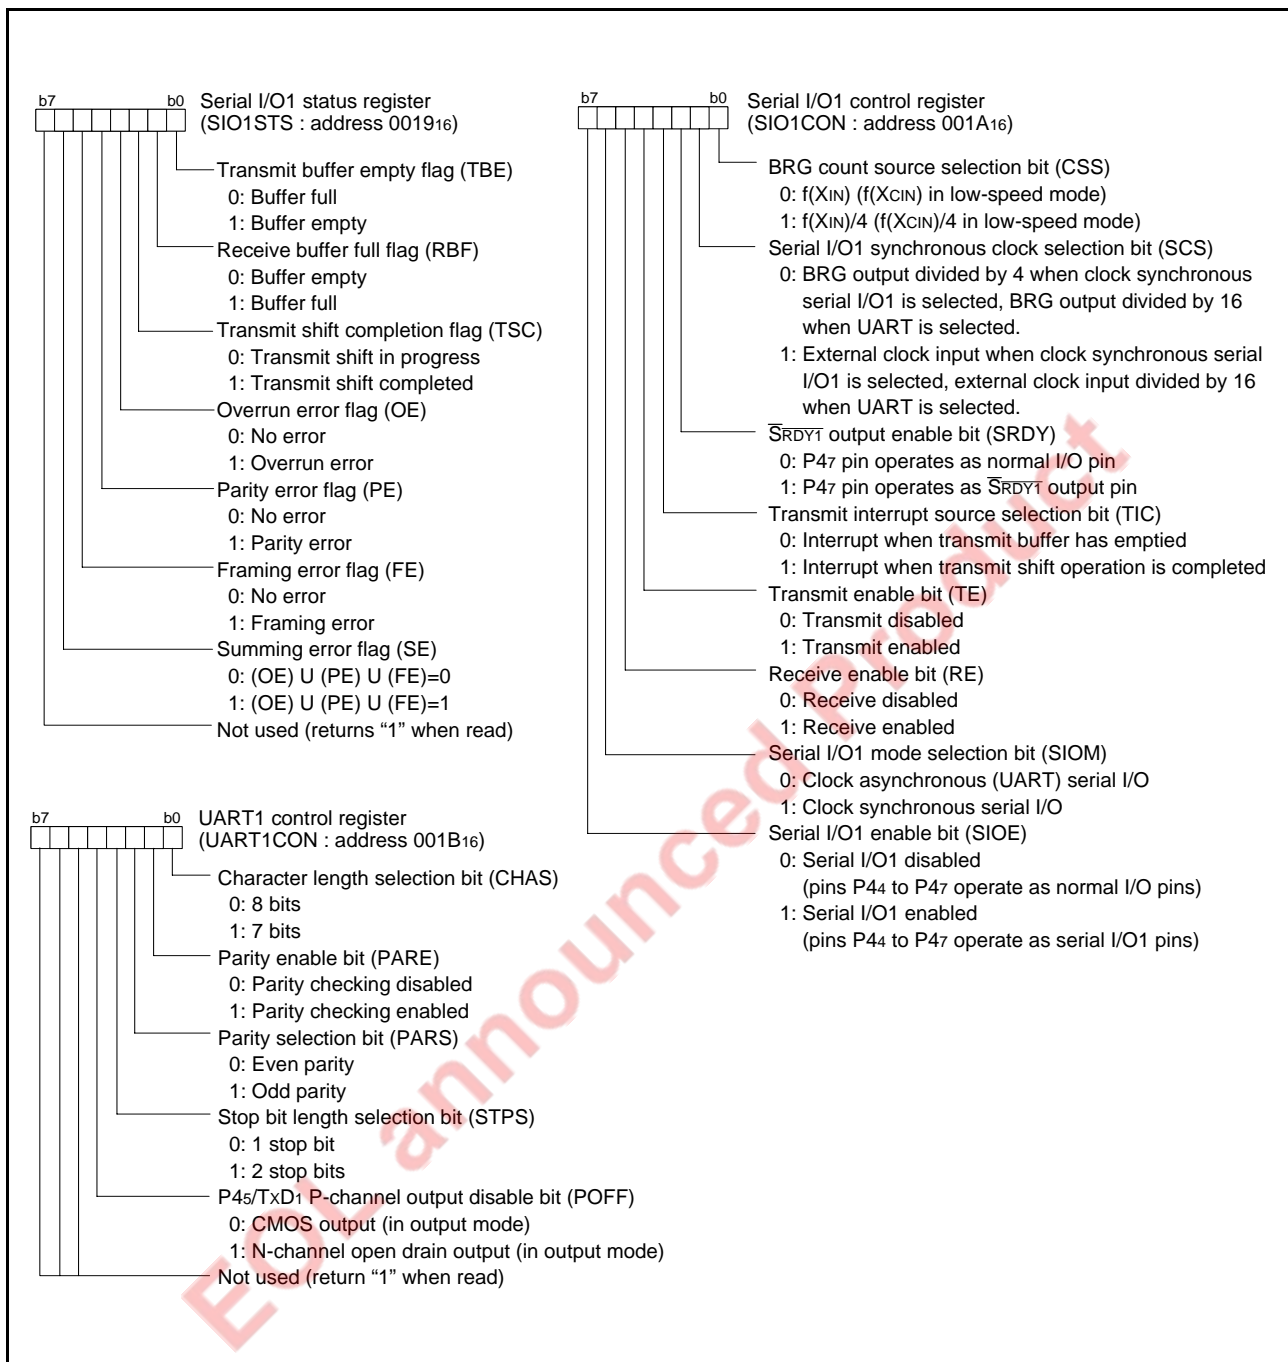 b7 b0 Serial I/O1 status register
(SIO1STS : address 001916)
Transmit buffer empty flag (TBE)
0: Buffer full
1: Buffer empty
Receive buffer full flag (RBF)
0: Buffer empty
1: Buffer full
Transmit shift completion flag (TSC)
0: Transmit shift in progress
1: Transmit shift completed
Overrun error flag (OE)
0: No error
1: Overrun error
Parity error flag (PE)
0: No error
1: Parity error
Framing error flag (FE)
0: No error
1: Framing error
Summing error flag (SE)
0: (OE) U (PE) U (FE)=0
1: (OE) U (PE) U (FE)=1
Not used (returns “1” when read)
b7 b0 UART1 control register
(UART1CON : address 001B16)
Character length selection bit (CHAS)
0: 8 bits
1: 7 bits
Parity enable bit (PARE)
0: Parity checking disabled
1: Parity checking enabled
Parity selection bit (PARS)
0: Even parity
1: Odd parity
Stop bit length selection bit (STPS)
0: 1 stop bit
1: 2 stop bits
P45/TXD1 P-channel output disable bit (POFF)
0: CMOS output (in output mode)
1: N-channel open drain output (in output mode)
Not used (return “1” when read)
b7 b0 Serial I/O1 control register
(SIO1CON : address 001A16)
BRG count source selection bit (CSS)
0: f(XIN) (f(XCIN) in low-speed mode)
1: f(XIN)/4 (f(XCIN)/4 in low-speed mode)
Serial I/O1 synchronous clock selection bit (SCS)
0: BRG output divided by 4 when clock synchronous
serial I/O1 is selected, BRG output divided by 16
when UART is selected.
1: External clock input when clock synchronous serial
I/O1 is selected, external clock input divided by 16
when UART is selected.
SRDY1 output enable bit (SRDY)
0: P47 pin operates as normal I/O pin
1: P47 pin operates as SRDY1 output pin
Transmit interrupt source selection bit (TIC)
0: Interrupt when transmit buffer has emptied
1: Interrupt when transmit shift operation is completed
Transmit enable bit (TE)
0: Transmit disabled
1: Transmit enabled
Receive enable bit (RE)
0: Receive disabled
1: Receive enabled
Serial I/O1 mode selection bit (SIOM)
0: Clock asynchronous (UART) serial I/O
1: Clock synchronous serial I/O
Serial I/O1 enable bit (SIOE)
0: Serial I/O1 disabled
(pins P44 to P47 operate as normal I/O pins)
1: Serial I/O1 enabled
(pins P44 to P47 operate as serial I/O1 pins)
EOL announced Product